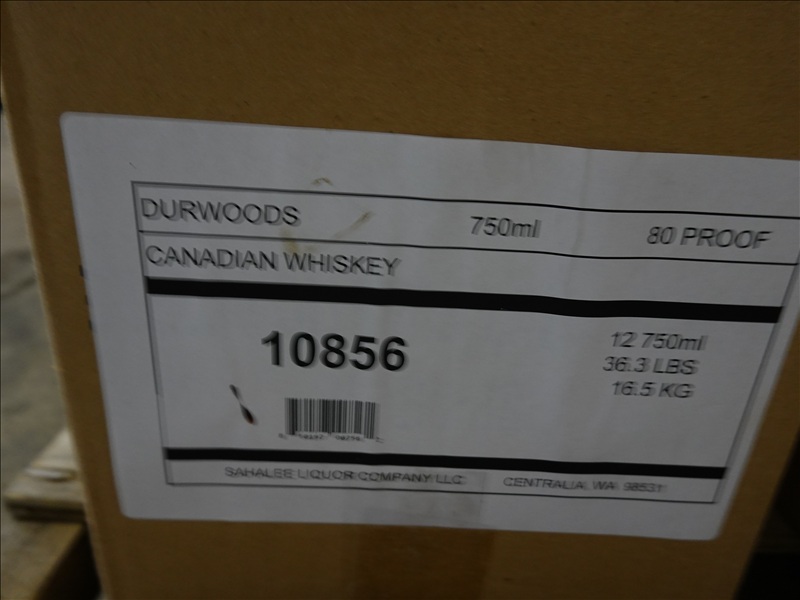 DURWOODS 750ml 80 PROOF
CANADIAN WHISKEY
10856
12 750ml
36.3 LBS
16.5 KG
SAHALEE LIQUOR COMPANY LLC CENTRALIA, WA 98531